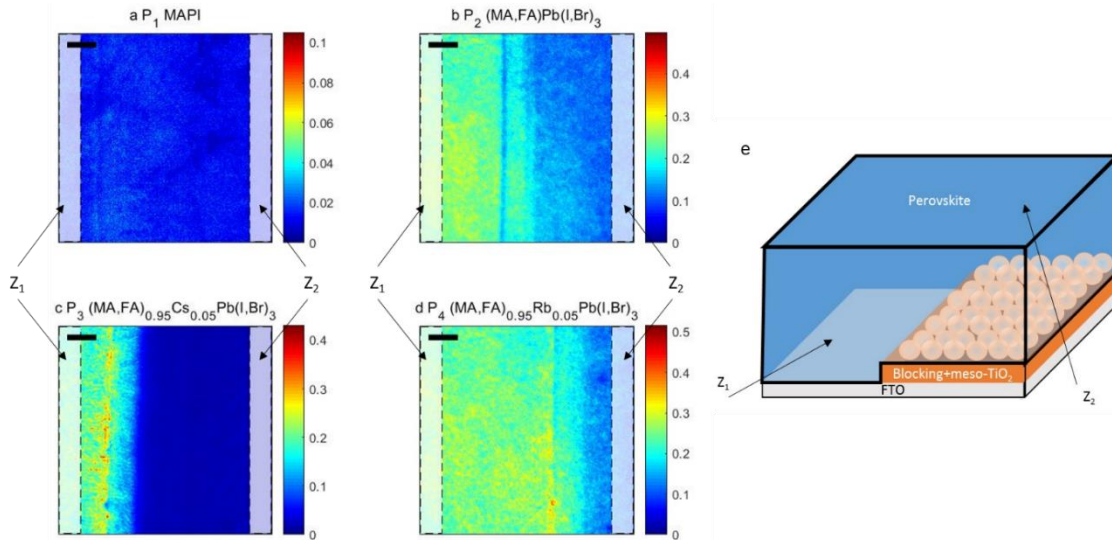 a P1 MAPI
0.1
0.08
0.06
0.04
0.02
0
b P2 (MA,FA)Pb(I,Br)3
0.4
0.3
0.2
0.1
0
Z1
Z2
Z1
Z2
c P3 (MA,FA)0.95Cs0.05Pb(I,Br)3
0.4
0.3
0.2
0.1
0
d P4 (MA,FA)0.95Rb0.05Pb(I,Br)3
0.5
0.4
0.3
0.2
0.1
0
e
Perovskite
Blocking+meso-TiO2
FTO
Z1
Z2